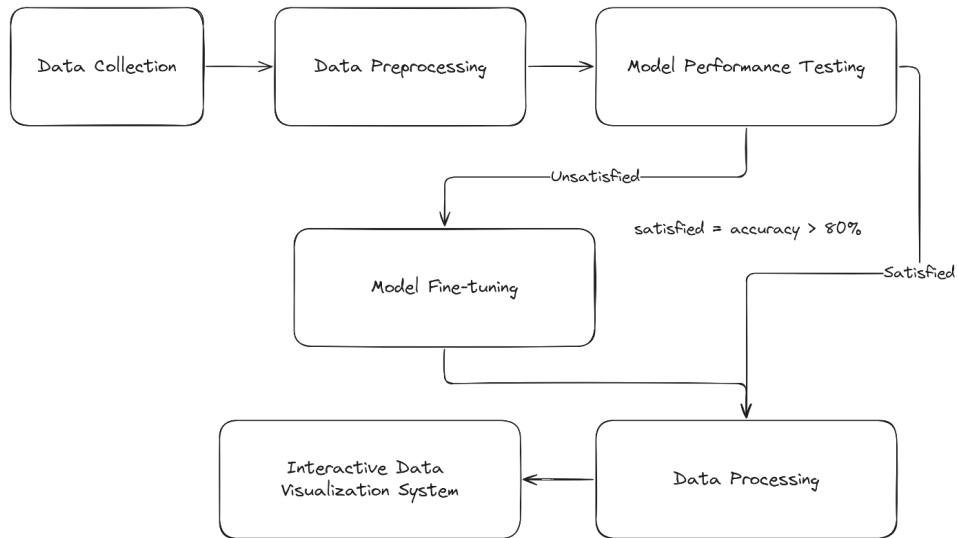 Data Collection
Data Preprocessing
Model Performance Testing
Unsatisfied
satisfied = accuracy > 80%
Satisfied
Model Fine-tuning
Interactive Data
Visualization System
Data Processing